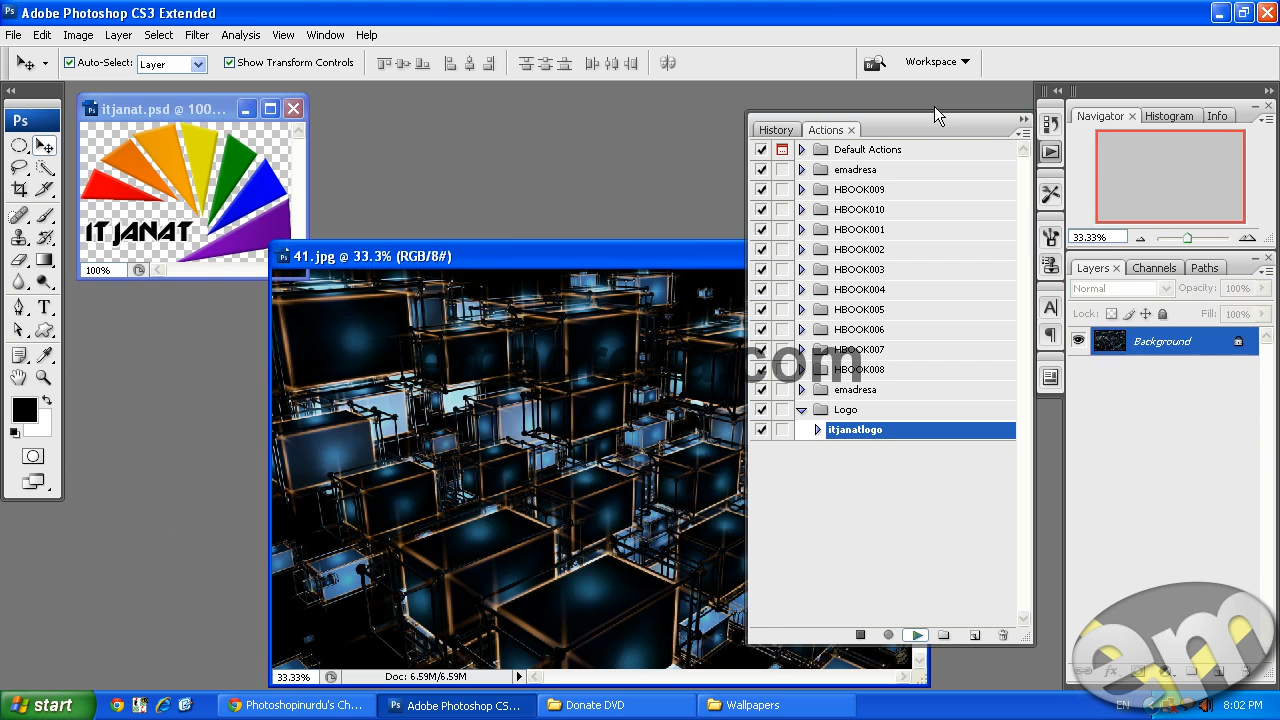 Adobe Photoshop CS3 Extended
File Edit Image Layer Select Filter Analysis View Window Help
Auto-Select: Layer Show Transform Controls Workspace
Ps
itjanat.psd @ 100...
IT JANAT
100%
41.jpg @ 33.3% (RGB/8#)
33.33% Doc: 6.59M/6.59M
History Actions
Default Actions
emadresa
HBOOK009
HBOOK010
HBOOK001
HBOOK002
HBOOK003
HBOOK004
HBOOK005
HBOOK006
HBOOK007
HBOOK008
emadresa
Logo
itjanatlogo
.com
Navigator Histogram Info
33.33%
Layers Channels Paths
Normal Opacity: 100%
Lock: Fill: 100%
Background
em
start Photoshopinurdu's Ch... Adobe Photoshop CS... Donate DVD Wallpapers EN 8:02 PM